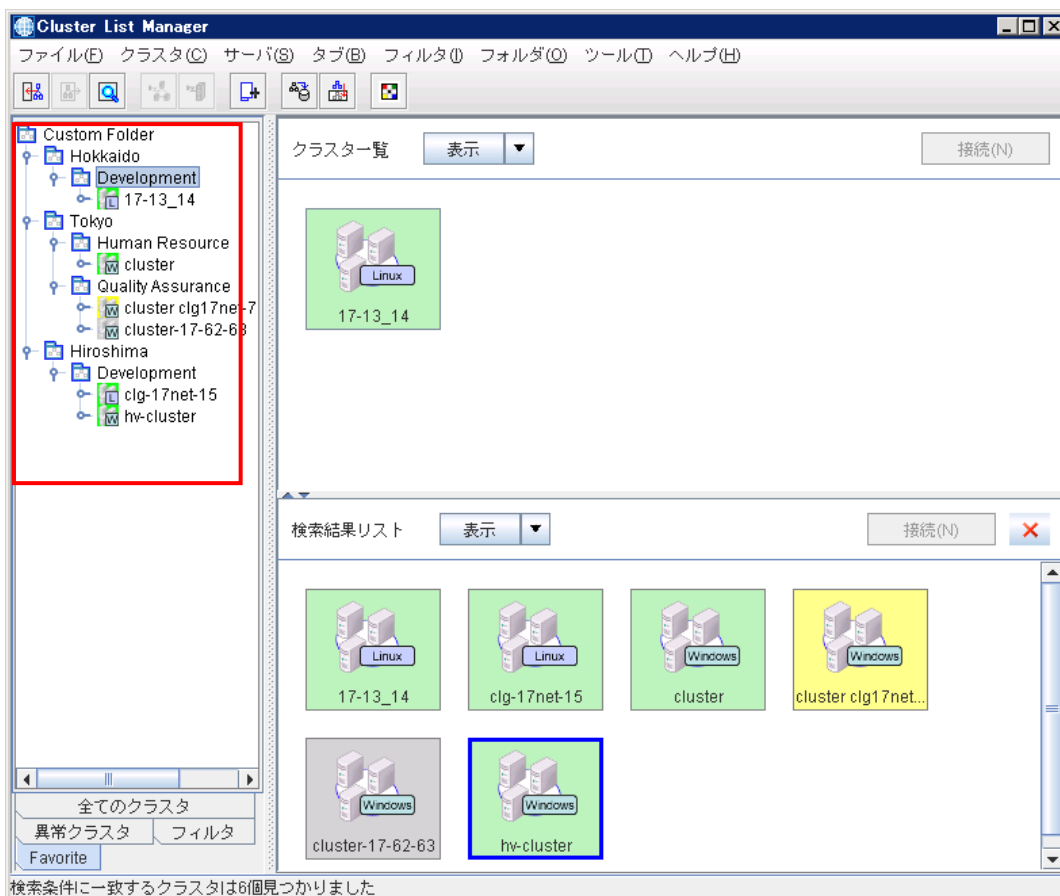 Cluster List Manager
ファイル(F) クラスタ(C) サーバ(S) タブ(B) フィルタ(I) フォルダ(O) ツール(T) ヘルプ(H)
Custom Folder
Hokkaido
Development
17-13_14
Tokyo
Human Resource
cluster
Quality Assurance
cluster clg17net-7
cluster-17-62-63
Hiroshima
Development
clg-17net-15
hv-cluster
全てのクラスタ
異常クラスタ フィルタ
Favorite
クラスター覧 表示 接続(N)
Linux
17-13_14
検索結果リスト 表示 接続(N)
Linux Linux Windows Windows
17-13_14 clg-17net-15 cluster cluster clg17net...
Windows Windows
cluster-17-62-63 hv-cluster
検索条件に一致するクラスタは6個見つかりました